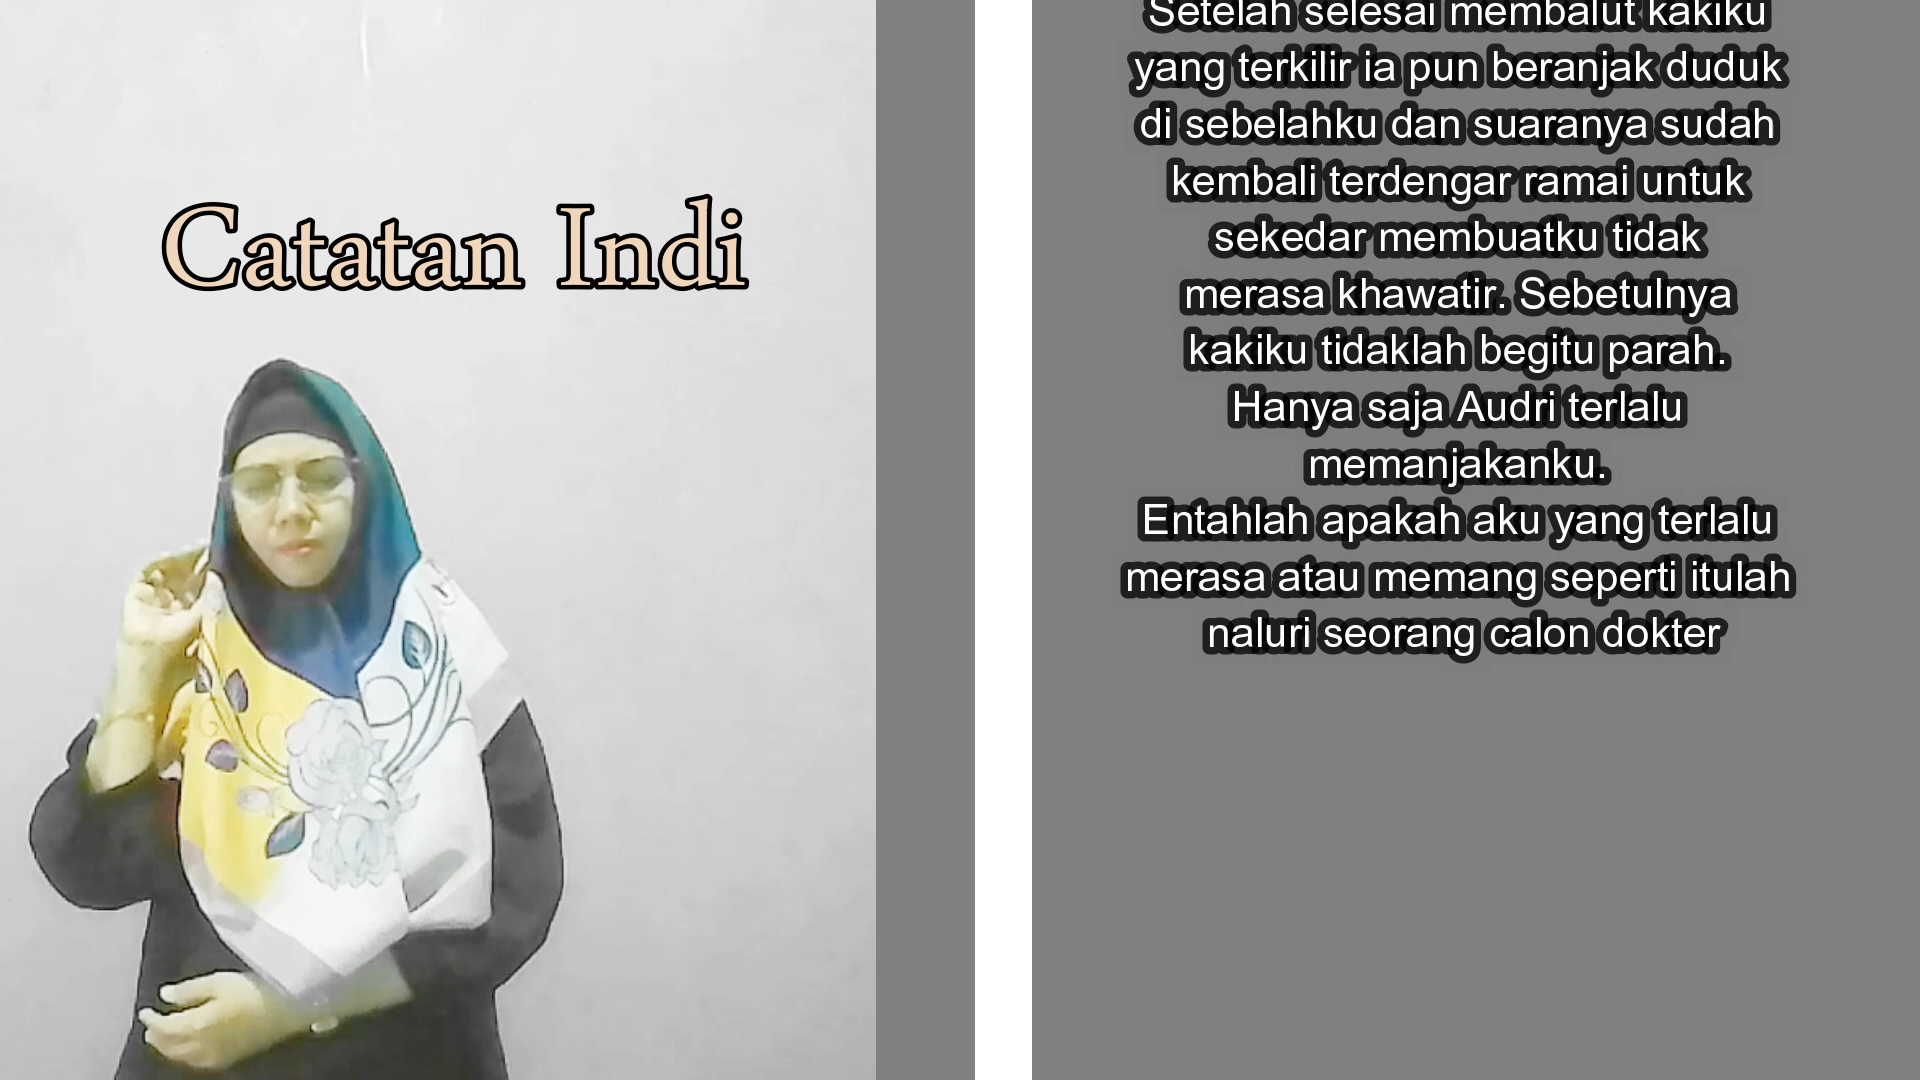 Catatan Indi
Setelah selesai membalut kakiku
yang terkilir ia pun beranjak duduk
di sebelahku dan suaranya sudah
kembali terdengar ramai untuk
sekedar membuatku tidak
merasa khawatir. Sebetulnya
kakiku tidaklah begitu parah.
Hanya saja Audri terlalu
memanjakanku.
Entahlah apakah aku yang terlalu
merasa atau memang seperti itulah
naluri seorang calon dokter